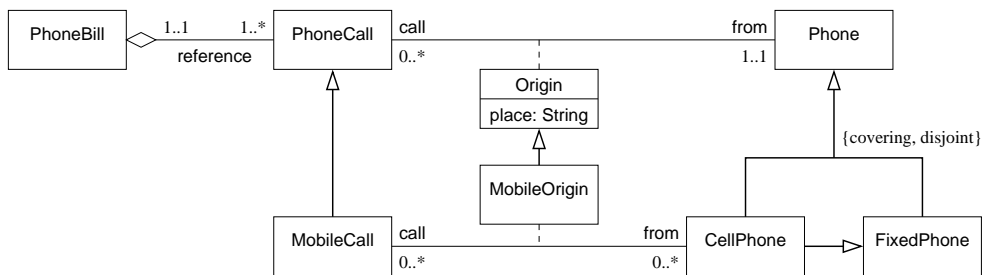 PhoneBill
1..1
1..*
reference
PhoneCall
call
0..*
from
1..1
Phone
Origin
place: String
{covering, disjoint}
MobileOrigin
MobileCall
call
0..*
from
0..*
CellPhone
FixedPhone